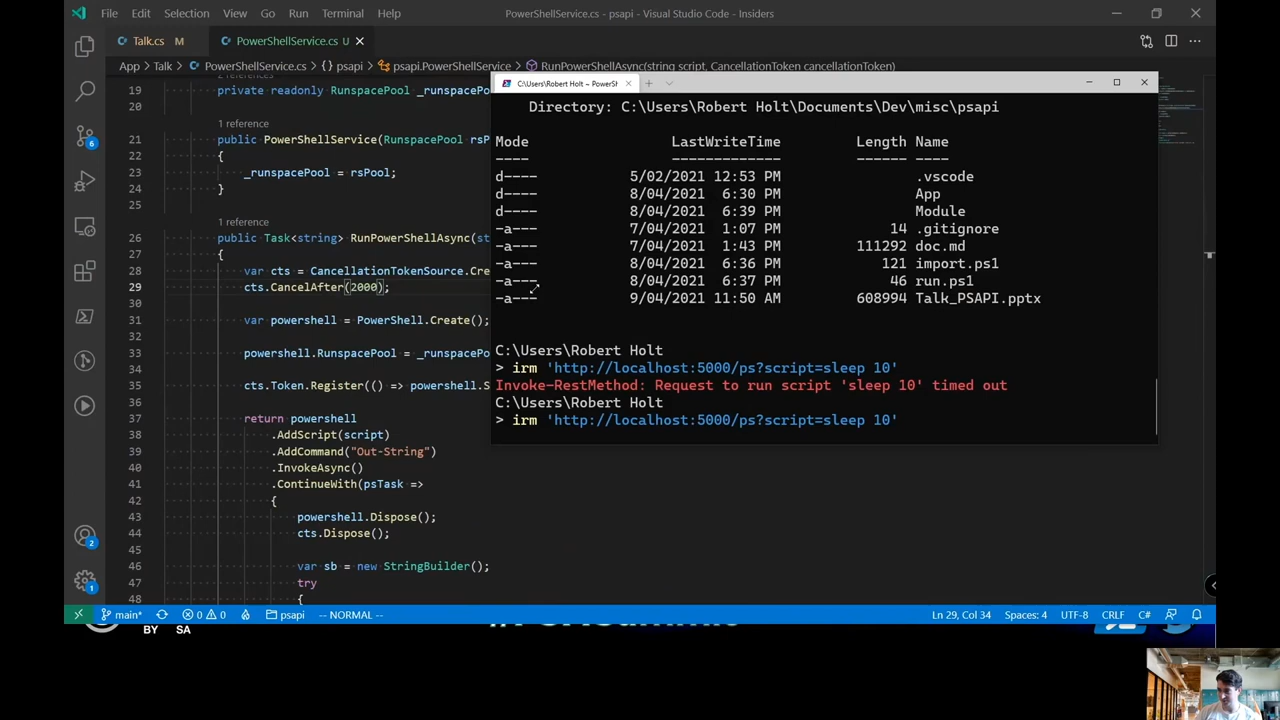 File Edit Selection View Go Run Terminal Help PowerShellService.cs - psapi - Visual Studio Code - Insiders
Talk.cs M PowerShellService.cs U
App > Talk > PowerShellService.cs > {} psapi > psapi.PowerShellService > RunPowerShellAsync(string script, CancellationToken cancellationToken)
C:\Users\Robert Holt - PowerS
2 references
19 private readonly RunspacePool _runspaceP
20
1 reference
21 public PowerShellService(RunspacePool rsP
22 {
23 _runspacePool = rsPool;
24 }
25
1 reference
26 public Task<string> RunPowerShellAsync(st
27 {
28 var cts = CancellationTokenSource.Cre
29 cts.CancelAfter(2000);
30
31 var powershell = PowerShell.Create();
32
33 powershell.RunspacePool = _runspaceP
34
35 cts.Token.Register(() => powershell.S
36
37 return powershell
38 .AddScript(script)
39 .AddCommand("Out-String")
40 .InvokeAsync()
41 .ContinueWith(psTask =>
42 {
43 powershell.Dispose();
44 cts.Dispose();
45
46 var sb = new StringBuilder();
47 try
48 {
Directory: C:\Users\Robert Holt\Documents\Dev\misc\psapi
Mode LastWriteTime Length Name
---- ------------- ------ ----
d---- 5/02/2021 12:53 PM .vscode
d---- 8/04/2021 6:30 PM App
d---- 8/04/2021 6:39 PM Module
-a--- 7/04/2021 1:07 PM 14 .gitignore
-a--- 7/04/2021 1:43 PM 111292 doc.md
-a--- 8/04/2021 6:36 PM 121 import.ps1
-a--- 8/04/2021 6:37 PM 46 run.ps1
-a--- 9/04/2021 11:50 AM 608994 Talk_PSAPI.pptx
C:\Users\Robert Holt
> irm 'http://localhost:5000/ps?script=sleep 10'
Invoke-RestMethod: Request to run script 'sleep 10' timed out
C:\Users\Robert Holt
> irm 'http://localhost:5000/ps?script=sleep 10'
6
2
1
main* 0 0 psapi -- NORMAL -- Ln 29, Col 34 Spaces: 4 UTF-8 CRLF C#
BY SA